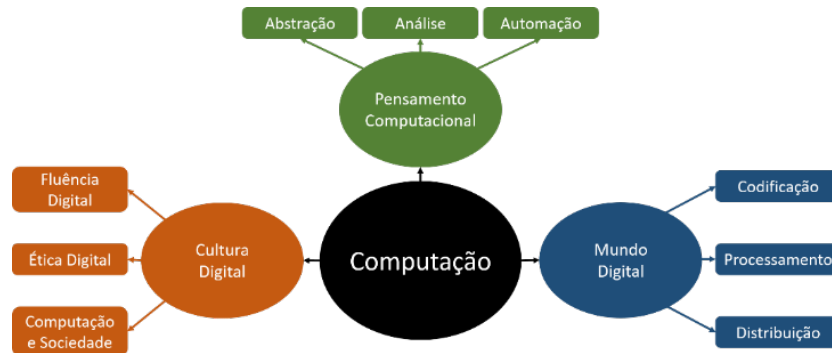 Abstração
Análise
Automação
Pensamento
Computacional
Fluência
Digital
Ética Digital
Computação
e Sociedade
Cultura
Digital
Computação
Mundo
Digital
Codificação
Processamento
Distribuição